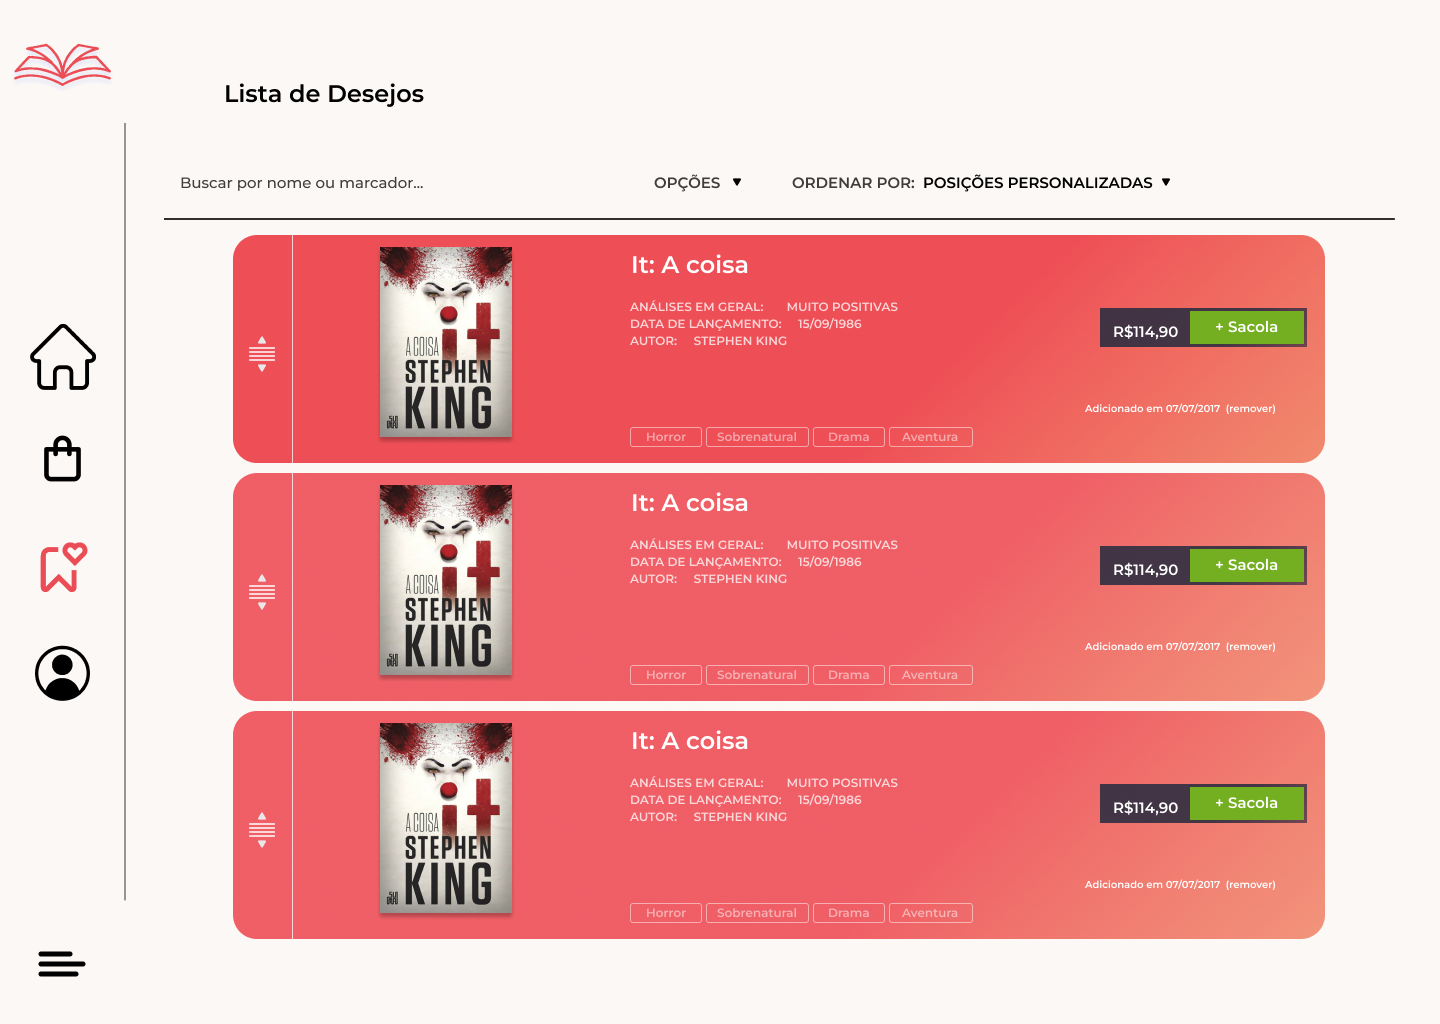 Lista de Desejos
Buscar por nome ou marcador... OPÇÕES ▼ ORDENAR POR: POSIÇÕES PERSONALIZADAS ▼
It: A coisa
ANÁLISES EM GERAL: MUITO POSITIVAS
DATA DE LANÇAMENTO: 15/09/1986
AUTOR: STEPHEN KING
R$114,90 + Sacola
Adicionado em 07/07/2017 (remover)
Horror Sobrenatural Drama Aventura
it
A COISA
STEPHEN
KING
It: A coisa
ANÁLISES EM GERAL: MUITO POSITIVAS
DATA DE LANÇAMENTO: 15/09/1986
AUTOR: STEPHEN KING
R$114,90 + Sacola
Adicionado em 07/07/2017 (remover)
Horror Sobrenatural Drama Aventura
it
A COISA
STEPHEN
KING
It: A coisa
ANÁLISES EM GERAL: MUITO POSITIVAS
DATA DE LANÇAMENTO: 15/09/1986
AUTOR: STEPHEN KING
R$114,90 + Sacola
Adicionado em 07/07/2017 (remover)
Horror Sobrenatural Drama Aventura
it
A COISA
STEPHEN
KING